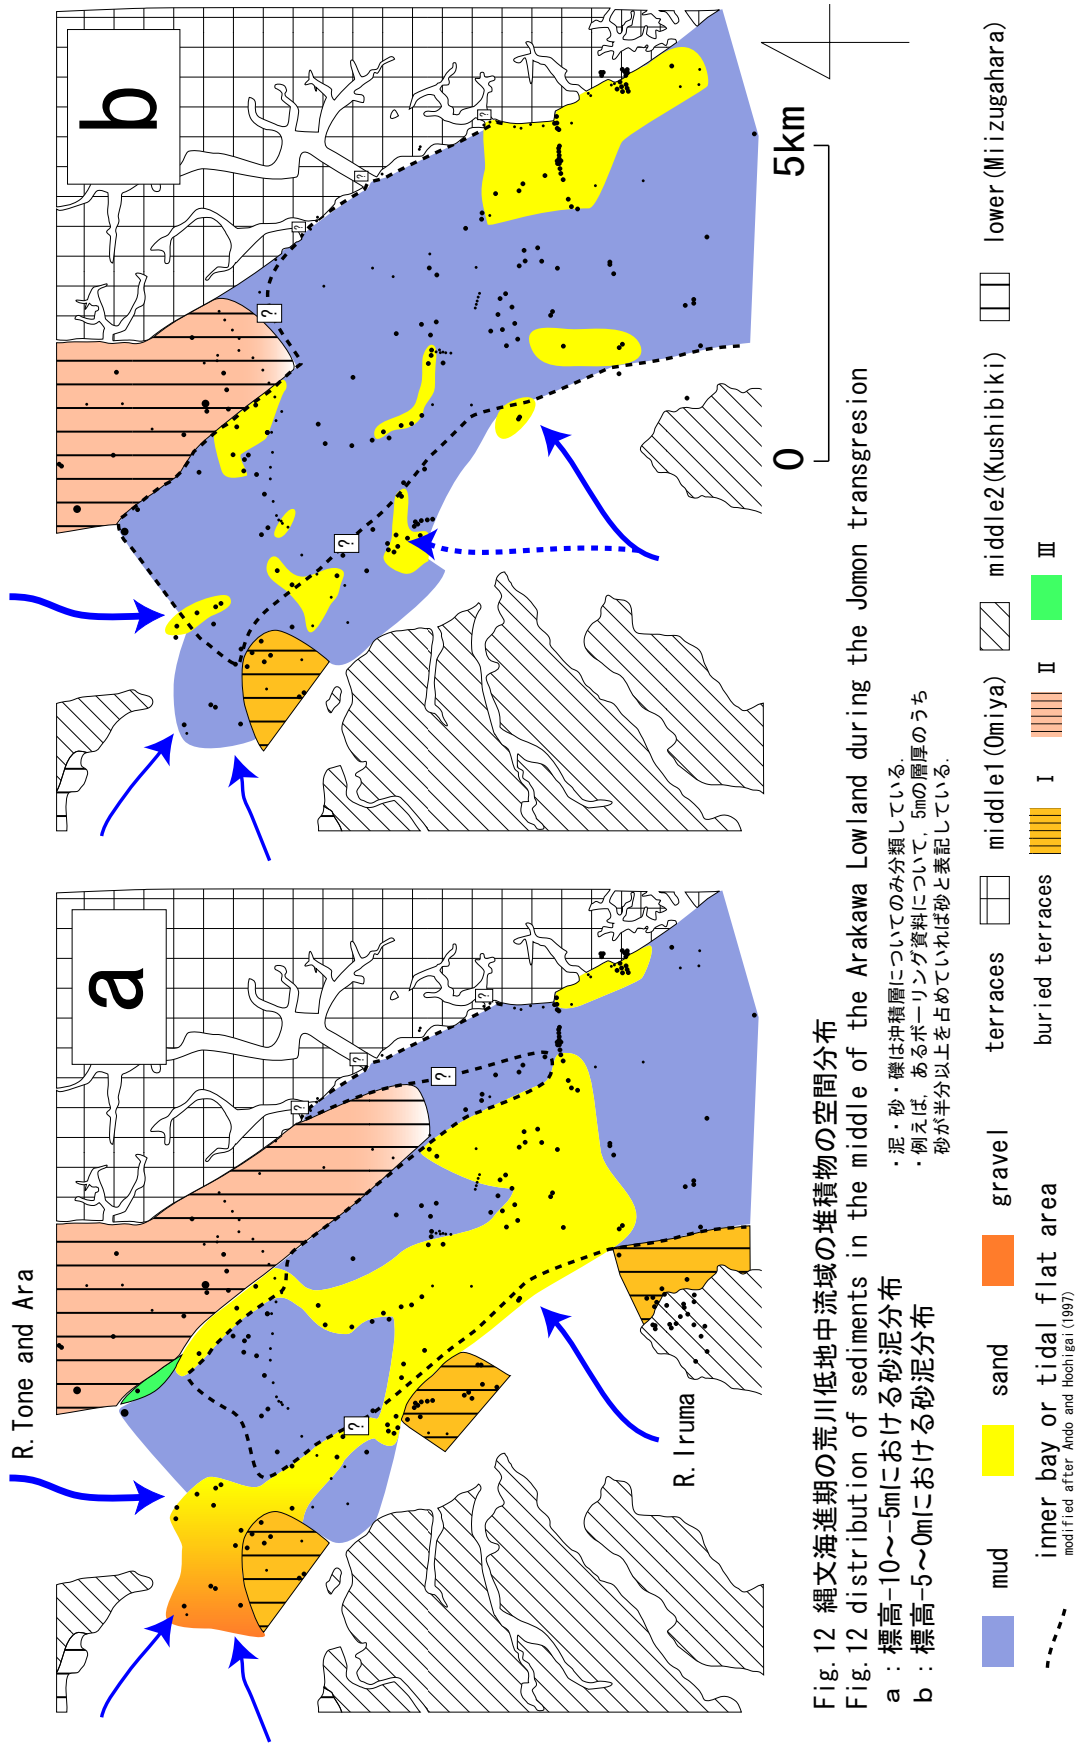 R. Tone and Ara
a
?
?
?
?
?
R. Iruma
b
?
?
?
?
?
0 5km
Fig. 12 縄文海進期の荒川低地中流域の堆積物の空間分布
Fig. 12 distribution of sediments in the middle of the Arakawa Lowland during the Jomon transgresion
a : 標高-10～-5mにおける砂泥分布
b : 標高-5～0mにおける砂泥分布
・泥・砂・礫は沖積層についてのみ分類している.
・例えば, あるボーリング資料について, 5mの層厚のうち
砂が半分以上を占めていれば砂と表記している.
mud sand gravel terraces middle1(Omiya) middle2(Kushibiki) lower(Miizugahara)
inner bay or tidal flat area buried terraces Ⅰ Ⅱ Ⅲ
modified after Ando and Hochigai(1997)